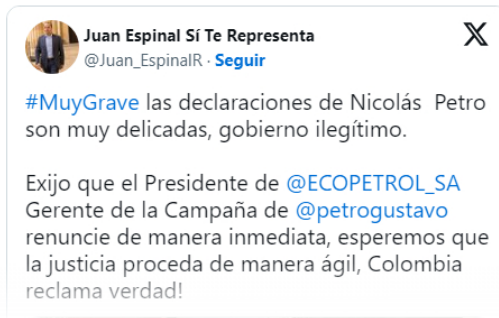 Juan Espinal Sí Te Representa
@Juan_EspinalR · Seguir
#MuyGrave las declaraciones de Nicolás  Petro
son muy delicadas, gobierno ilegítimo.
Exijo que el Presidente de @ECOPETROL_SA
Gerente de la Campaña de @petrogustavo
renuncie de manera inmediata, esperemos que
la justicia proceda de manera ágil, Colombia
reclama verdad!